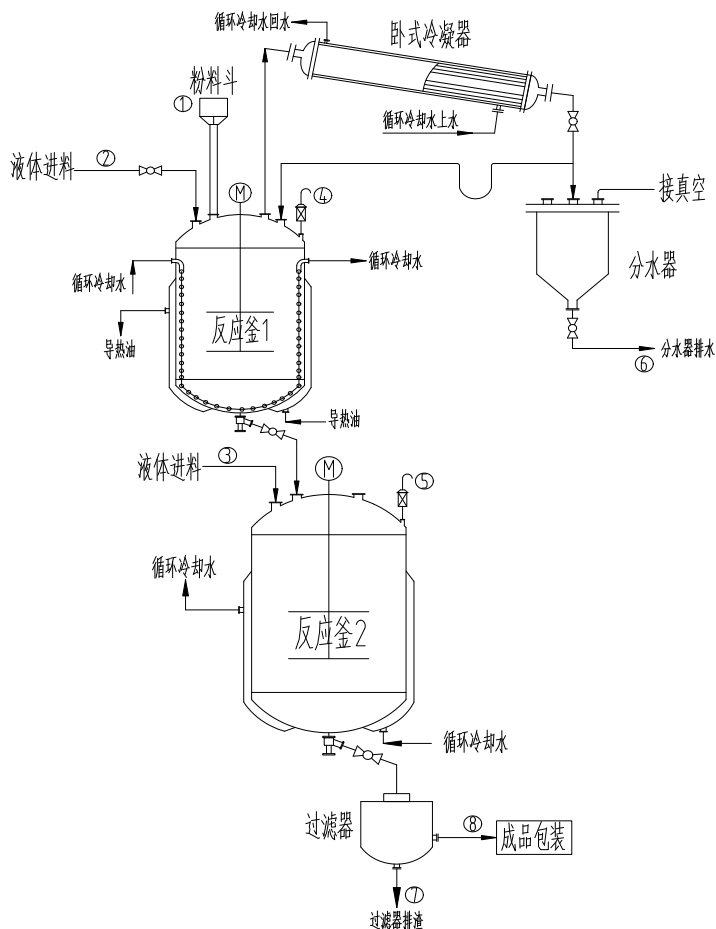 循环冷却水回水
卧式冷凝器
粉料斗
①
循环冷却水上水
液体进料
②
M
④
接真空
循环冷却水
循环冷却水
分水器
导热油
反应釜1
分水器排水
⑥
导热油
液体进料
③
M
⑤
循环冷却水
反应釜2
循环冷却水
过滤器
⑧
成品包装
⑦
过滤器排渣